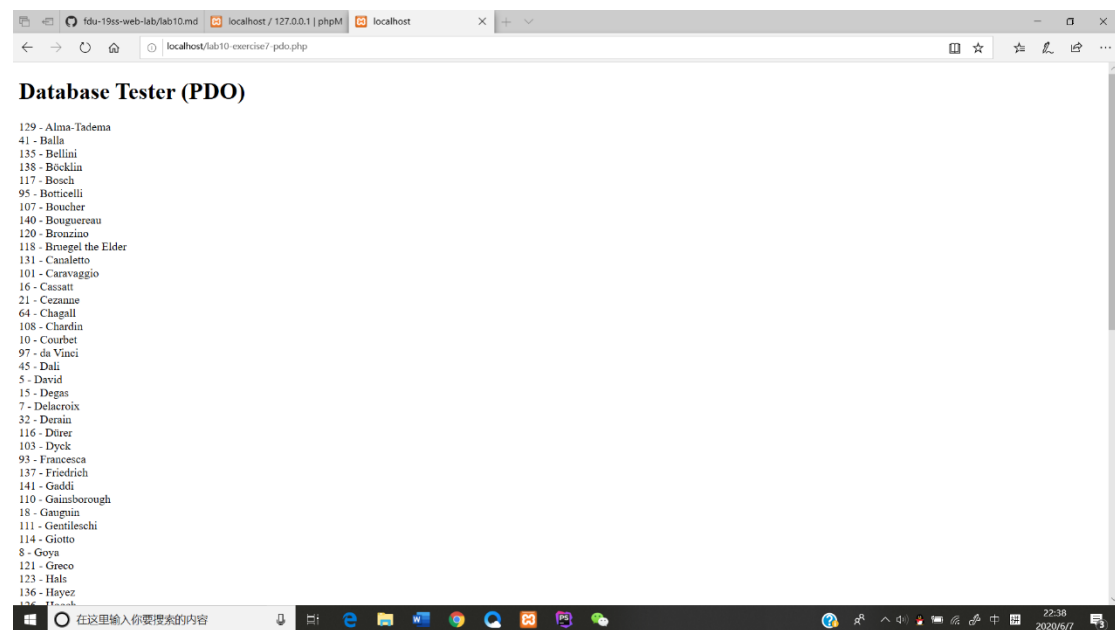 fdu-19ss-web-lab/lab10.md
localhost / 127.0.0.1 | phpM
localhost
localhost/lab10-exercise7-pdo.php
Database Tester (PDO)
129 - Alma-Tadema
41 - Balla
135 - Bellini
138 - Böcklin
117 - Bosch
95 - Botticelli
107 - Boucher
140 - Bouguereau
120 - Bronzino
118 - Bruegel the Elder
131 - Canaletto
101 - Caravaggio
16 - Cassatt
21 - Cezanne
64 - Chagall
108 - Chardin
10 - Courbet
97 - da Vinci
45 - Dali
5 - David
15 - Degas
7 - Delacroix
32 - Derain
116 - Dürer
103 - Dyck
93 - Francesca
137 - Friedrich
141 - Gaddi
110 - Gainsborough
18 - Gauguin
111 - Gentileschi
114 - Giotto
8 - Goya
121 - Greco
123 - Hals
136 - Hayez
在这里输入你要搜索的内容
中
22:38
2020/6/7